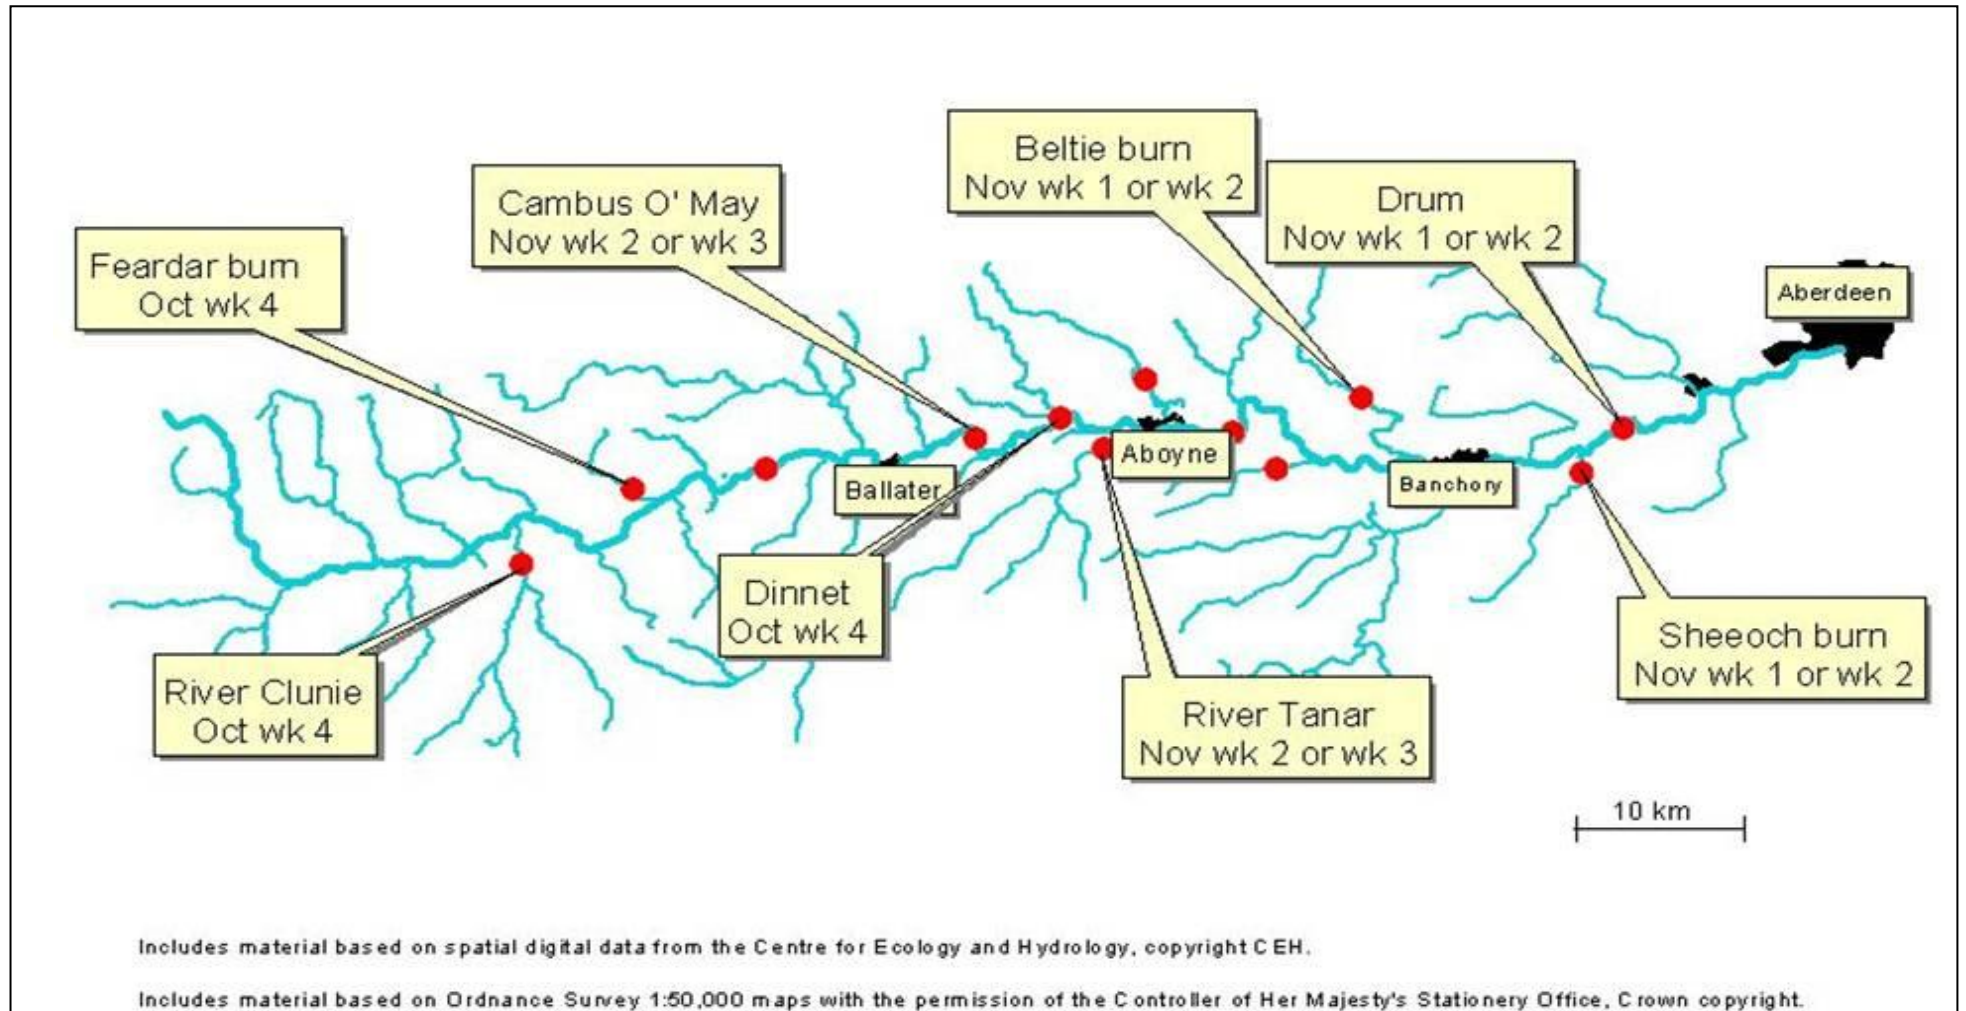 Beltie burn
Nov wk 1 or wk 2
Drum
Nov wk 1 or wk 2
Cambus O' May
Nov wk 2 or wk 3
Feardar burn
Oct wk 4
Aberdeen
Aboyne
Ballater
Banchory
Dinnet
Oct wk 4
Sheeoch burn
Nov wk 1 or wk 2
River Clunie
Oct wk 4
River Tanar
Nov wk 2 or wk 3
10 km
Includes material based on spatial digital data from the Centre for Ecology and Hydrology, copyright CEH.
Includes material based on Ordnance Survey 1:50,000 maps with the permission of the Controller of Her Majesty's Stationery Office, Crown copyright.